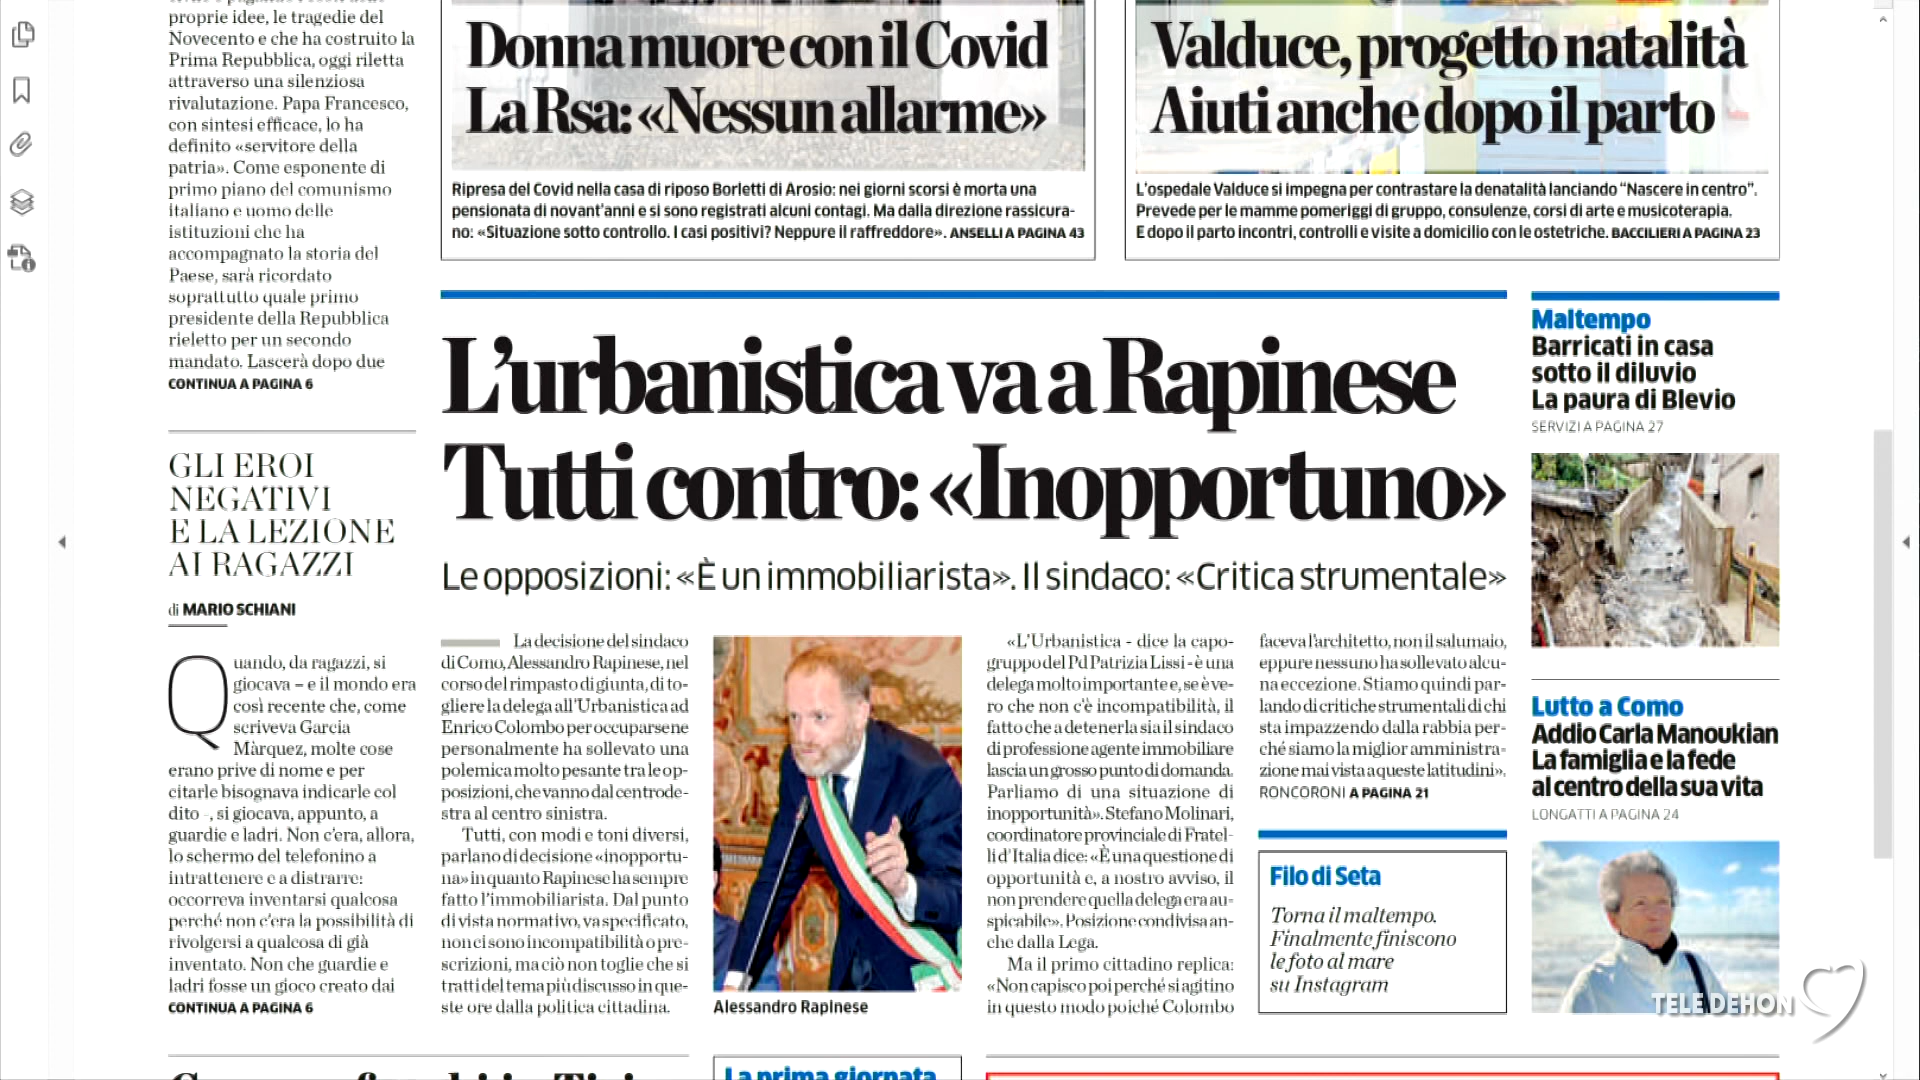 proprie idee, le tragedie del
Novecento e che ha costruito la
Prima Repubblica, oggi riletta
attraverso una silenziosa
rivalutazione. Papa Francesco,
con sintesi efficace, lo ha
definito «servitore della
patria». Come esponente di
primo piano del comunismo
italiano e uomo delle
istituzioni che ha
accompagnato la storia del
Paese, sarà ricordato
soprattutto quale primo
presidente della Repubblica
rieletto per un secondo
mandato. Lascerà dopo due
CONTINUA A PAGINA 6
GLI EROI
NEGATIVI
E LA LEZIONE
AI RAGAZZI
di MARIO SCHIANI
Quando, da ragazzi, si
giocava – e il mondo era
così recente che, come
scriveva Garcia
Màrquez, molte cose
erano prive di nome e per
citarle bisognava indicarle col
dito -, si giocava, appunto, a
guardie e ladri. Non c'era, allora,
lo schermo del telefonino a
intrattenere e a distrarre:
occorreva inventarsi qualcosa
perché non c'era la possibilità di
rivolgersi a qualcosa di già
inventato. Non che guardie e
ladri fosse un gioco creato dai
CONTINUA A PAGINA 6
Donna muore con il Covid
La Rsa: «Nessun allarme»
Ripresa del Covid nella casa di riposo Borletti di Arosio: nei giorni scorsi è morta una
pensionata di novant'anni e si sono registrati alcuni contagi. Ma dalla direzione rassicura-
no: «Situazione sotto controllo. I casi positivi? Neppure il raffreddore». ANSELLI A PAGINA 43
Valduce, progetto natalità
Aiuti anche dopo il parto
L'ospedale Valduce si impegna per contrastare la denatalità lanciando “Nascere in centro”.
Prevede per le mamme pomeriggi di gruppo, consulenze, corsi di arte e musicoterapia.
E dopo il parto incontri, controlli e visite a domicilio con le ostetriche. BACCILIERI A PAGINA 23
L'urbanistica va a Rapinese
Tutti contro: «Inopportuno»
Le opposizioni: «È un immobiliarista». Il sindaco: «Critica strumentale»
La decisione del sindaco
di Como, Alessandro Rapinese, nel
corso del rimpasto di giunta, di to-
gliere la delega all'Urbanistica ad
Enrico Colombo per occuparsene
personalmente ha sollevato una
polemica molto pesante tra le op-
posizioni, che vanno dal centrode-
stra al centro sinistra.
Tutti, con modi e toni diversi,
parlano di decisione «inopportu-
na» in quanto Rapinese ha sempre
fatto l'immobiliarista. Dal punto
di vista normativo, va specificato,
non ci sono incompatibilità o pre-
scrizioni, ma ciò non toglie che si
tratti del tema più discusso in que-
ste ore dalla politica cittadina.
Alessandro Rapinese
«L'Urbanistica - dice la capo-
gruppo del Pd Patrizia Lissi - è una
delega molto importante e, se è ve-
ro che non c'è incompatibilità, il
fatto che a detenerla sia il sindaco
di professione agente immobiliare
lascia un grosso punto di domanda.
Parliamo di una situazione di
inopportunità». Stefano Molinari,
coordinatore provinciale di Fratel-
li d'Italia dice: «È una questione di
opportunità e, a nostro avviso, il
non prendere quella delega era au-
spicabile». Posizione condivisa an-
che dalla Lega.
Ma il primo cittadino replica:
«Non capisco poi perché si agitino
in questo modo poiché Colombo
faceva l'architetto, non il salumaio,
eppure nessuno ha sollevato alcu-
na eccezione. Stiamo quindi par-
lando di critiche strumentali di chi
sta impazzendo dalla rabbia per-
ché siamo la miglior amministra-
zione mai vista a queste latitudini».
RONCORONI A PAGINA 21
Filo di Seta
Torna il maltempo.
Finalmente finiscono
le foto al mare
su Instagram
Maltempo
Barricati in casa
sotto il diluvio
La paura di Blevio
SERVIZI A PAGINA 27
Lutto a Como
Addio Carla Manoukian
La famiglia e la fede
al centro della sua vita
LONGATTI A PAGINA 24
TELE DEHON
La prima giornata